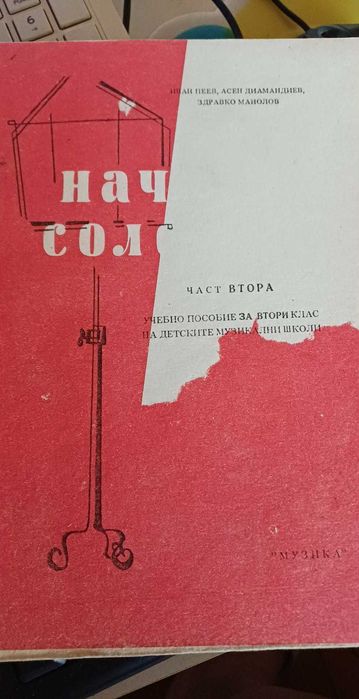 ИВАН ПЕЕВ, АСЕН ДИАМАНДИЕВ,
ЗДРАВКО МАНОЛОВ
НАЧ
СОЛ
ЧАСТ ВТОРА
УЧЕБНО ПОСОБИЕ ЗА ВТОРИ КЛАС
НА ДЕТСКИТЕ МУЗИКАЛНИ ШКОЛИ
"МУЗИКА"
6